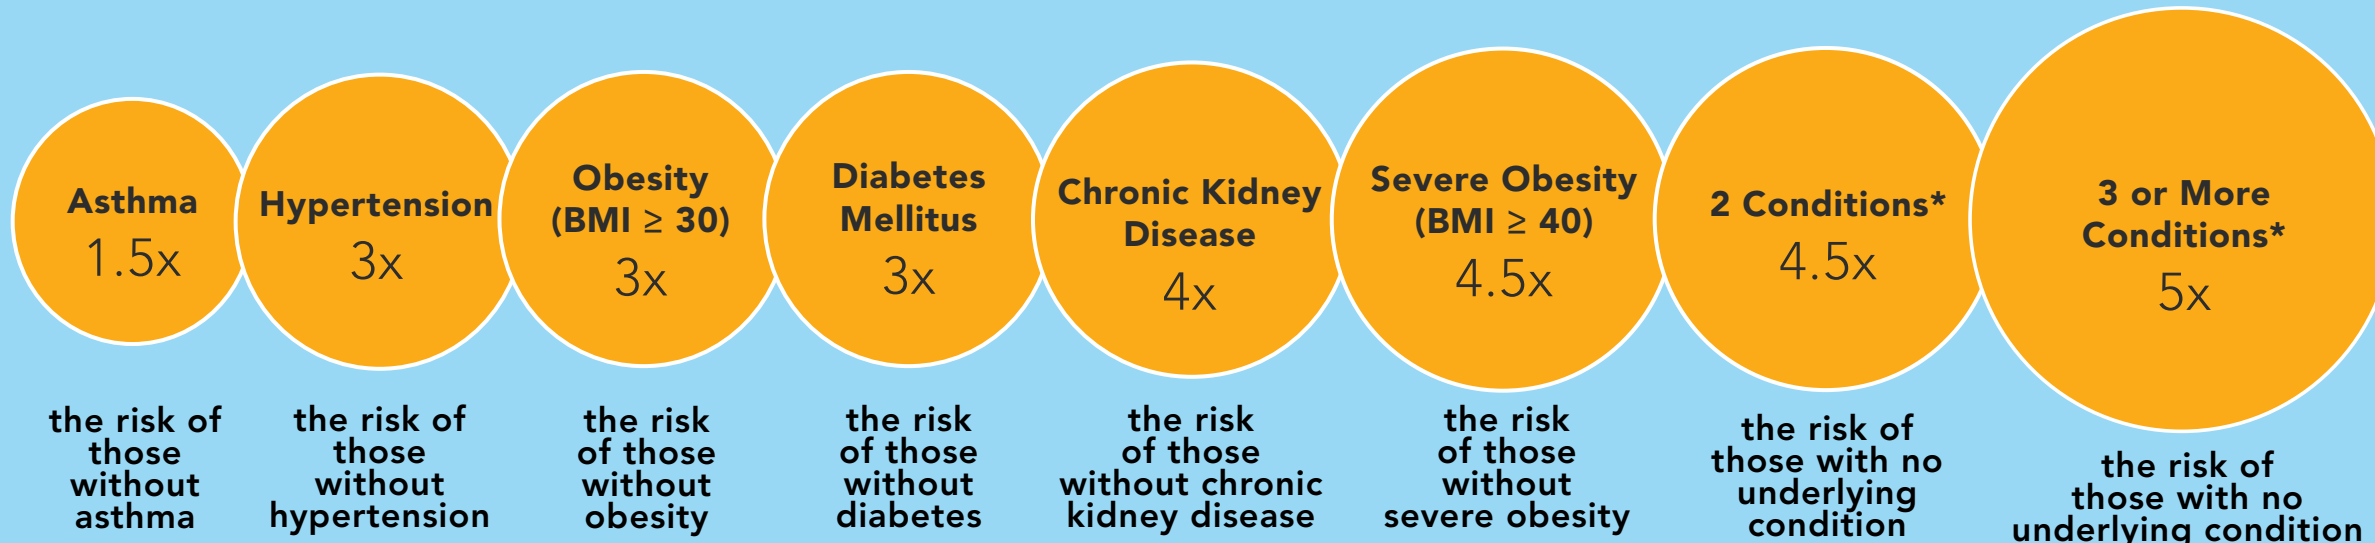 Asthma
1.5x
the risk of
those
without
asthma
Hypertension
3x
the risk of
those
without
hypertension
Obesity
(BMI ≥ 30)
3x
the risk
of those
without
obesity
Diabetes
Mellitus
3x
the risk
of those
without
diabetes
Chronic Kidney
Disease
4x
the risk
of those
without chronic
kidney disease
Severe Obesity
(BMI ≥ 40)
4.5x
the risk
of those
without
severe obesity
2 Conditions*
4.5x
the risk of
those with no
underlying
condition
3 or More
Conditions*
5x
the risk of
those with no
underlying condition